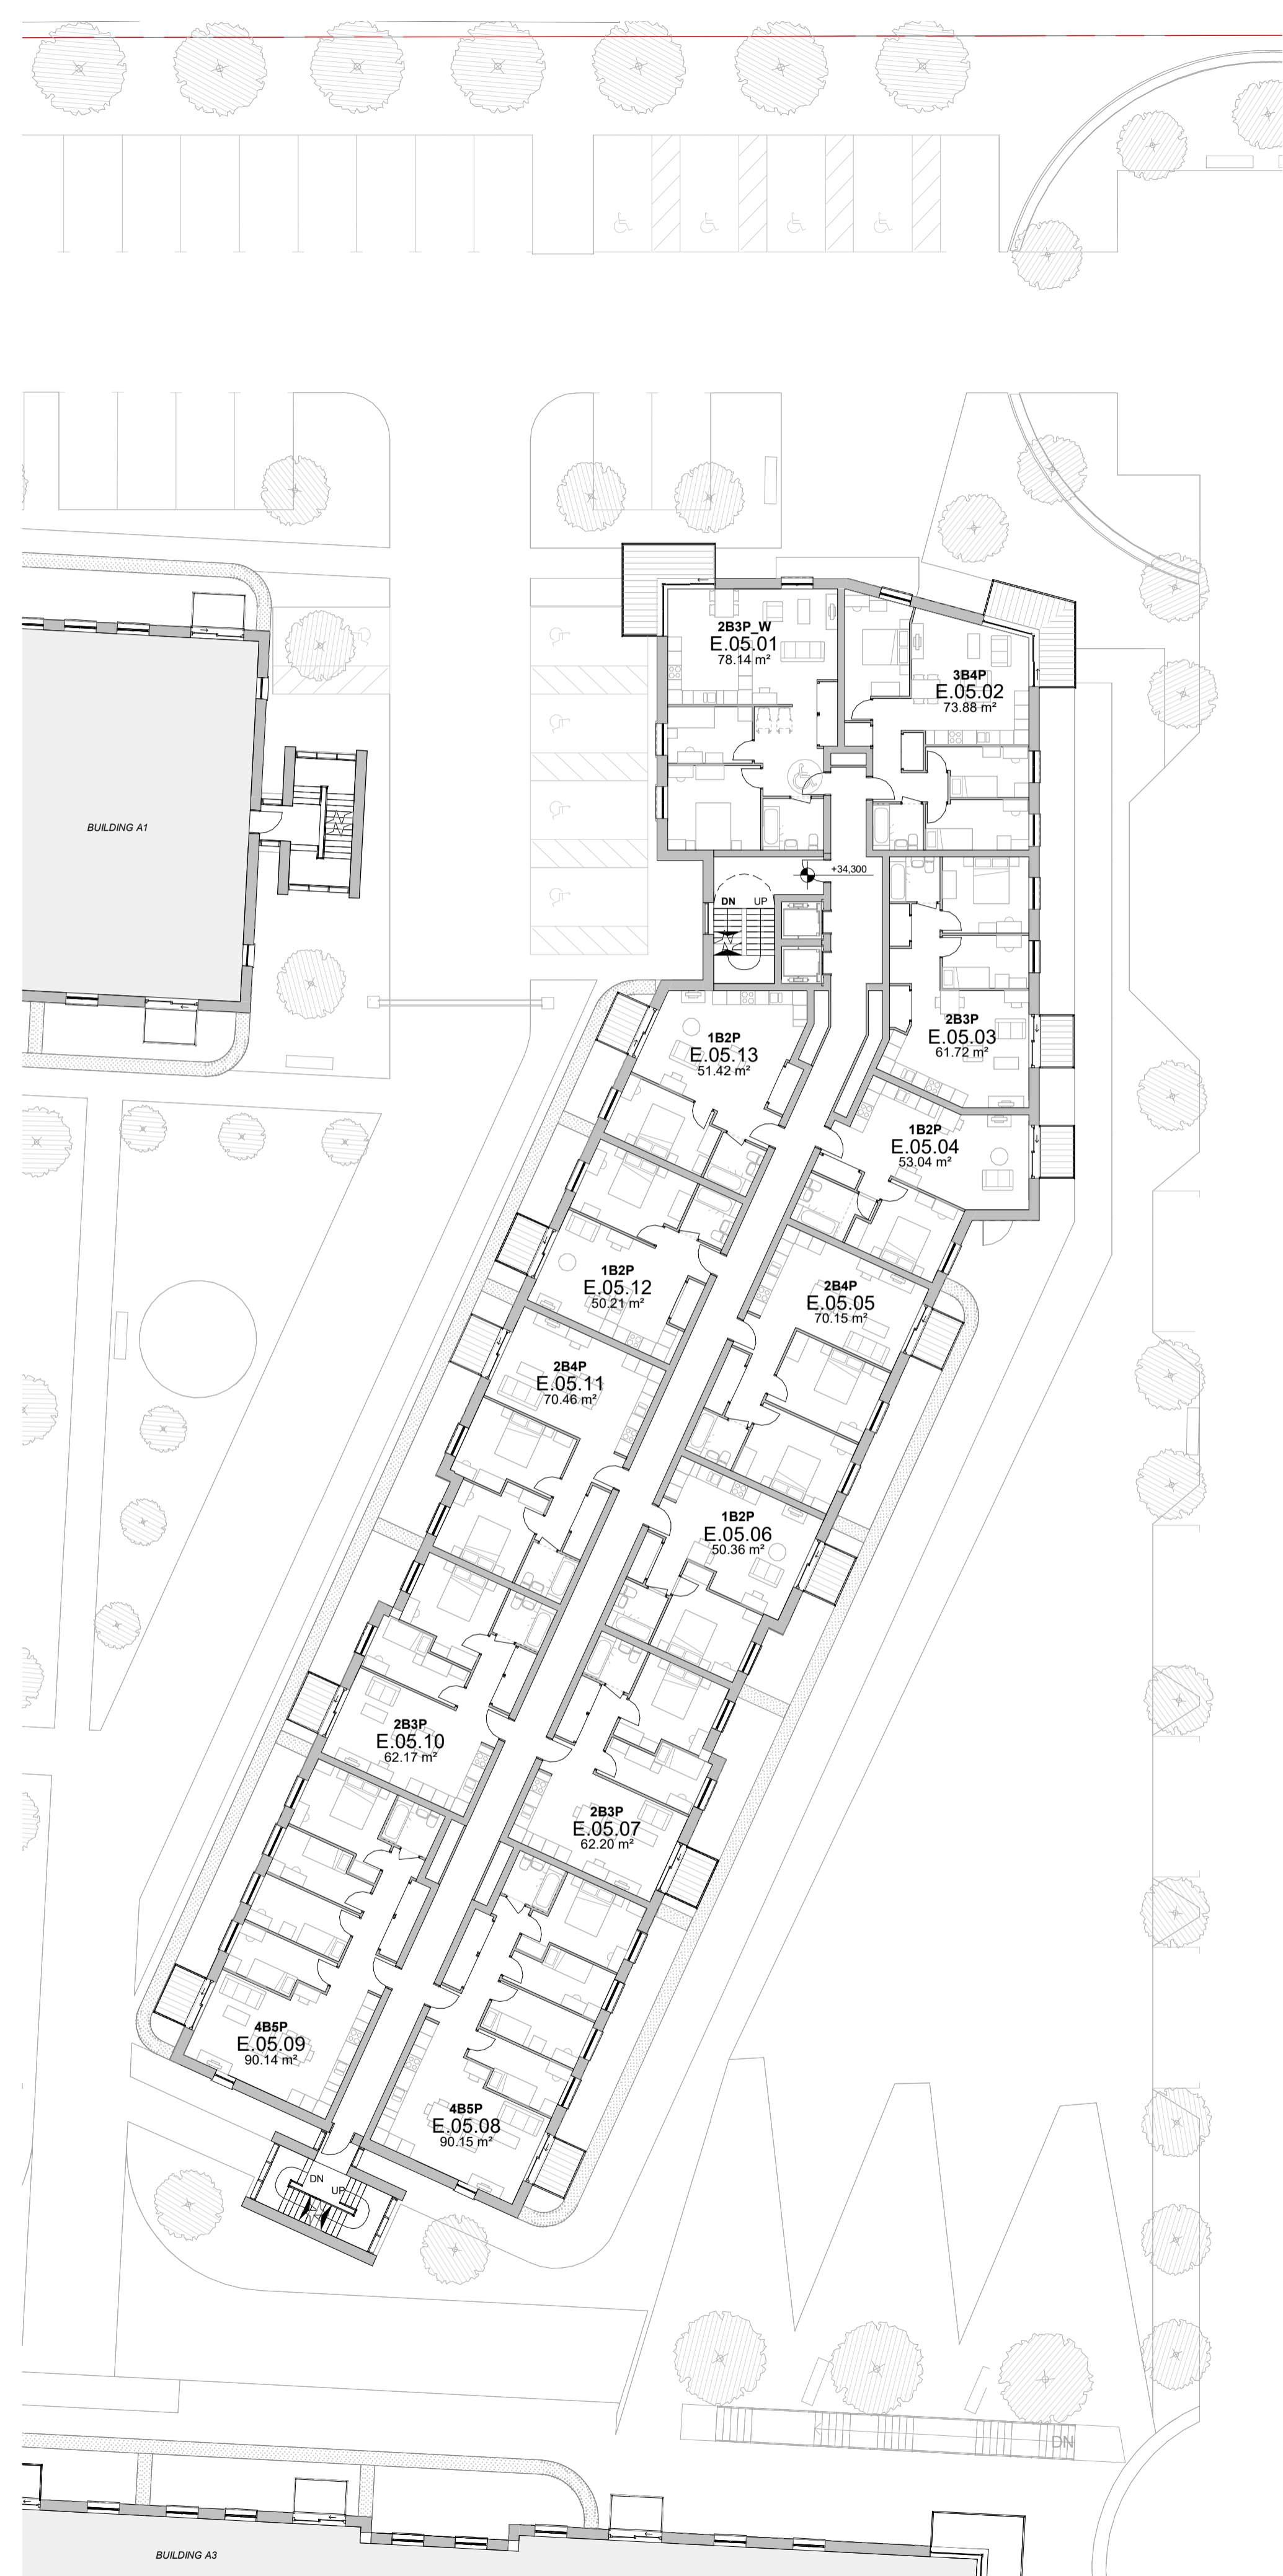 2B3P_W
E.05.01
78.14 m²
3B4P
E.05.02
73.88 m²
BUILDING A1
+34,300
DN UP
2B3P
E.05.03
61.72 m²
1B2P
E.05.13
51.42 m²
1B2P
E.05.04
53.04 m²
1B2P
E.05.12
50.21 m²
2B4P
E.05.05
70.15 m²
2B4P
E.05.11
70.46 m²
1B2P
E.05.06
50.36 m²
2B3P
E.05.10
62.17 m²
2B3P
E.05.07
62.20 m²
4B5P
E.05.09
90.14 m²
4B5P
E.05.08
90.15 m²
DN
UP
DN
BUILDING A3